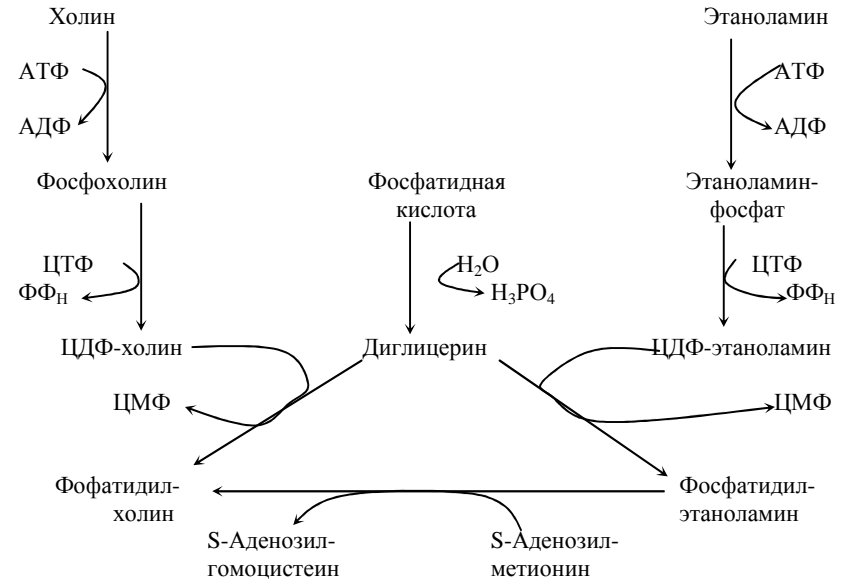 Холин
Этаноламин
АТФ
АТФ
АДФ
АДФ
Фосфохолин
Фосфатидная
кислота
Этаноламин-
фосфат
ЦТФ
H₂O
ЦТФ
ФФН
H₃PO₄
ФФН
ЦДФ-холин
Диглицерин
ЦДФ-этаноламин
ЦМФ
ЦМФ
Фофатидил-
холин
Фосфатидил-
этаноламин
S-Аденозил-
гомоцистеин
S-Аденозил-
метионин